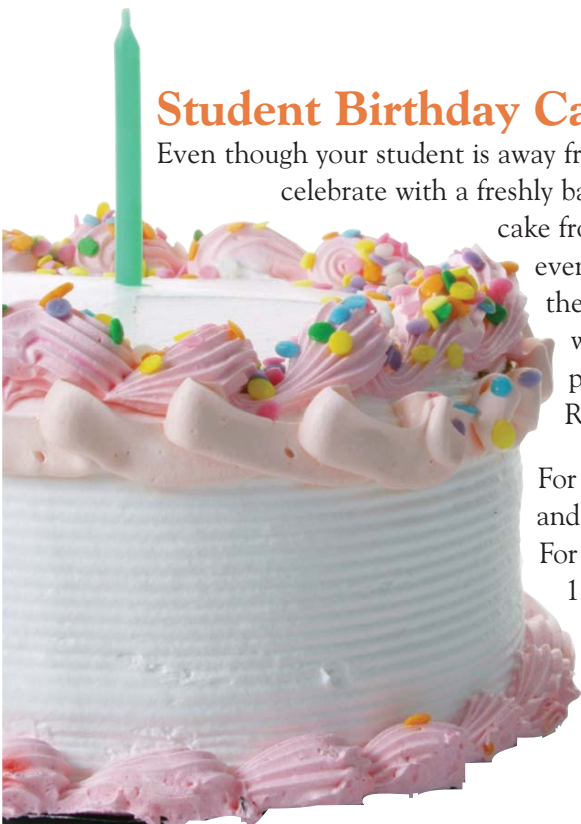 Student Birthday Ca
Even though your student is away fr
celebrate with a freshly ba
cake fro
even
the
w
p
R
For
and
For
1